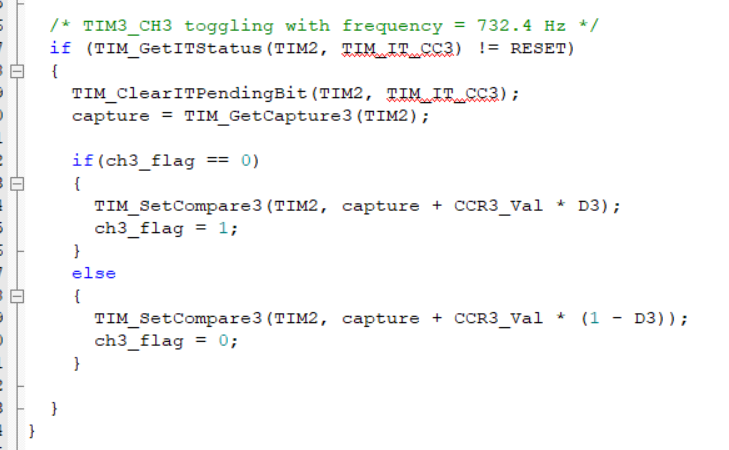 /* TIM3_CH3 toggling with frequency = 732.4 Hz */
if (TIM_GetITStatus(TIM2, TIM_IT_CC3) != RESET)
{
TIM_ClearITPendingBit(TIM2, TIM_IT_CC3);
capture = TIM_GetCapture3(TIM2);
if(ch3_flag == 0)
{
TIM_SetCompare3(TIM2, capture + CCR3_Val * D3);
ch3_flag = 1;
}
else
{
TIM_SetCompare3(TIM2, capture + CCR3_Val * (1 - D3));
ch3_flag = 0;
}
}
}